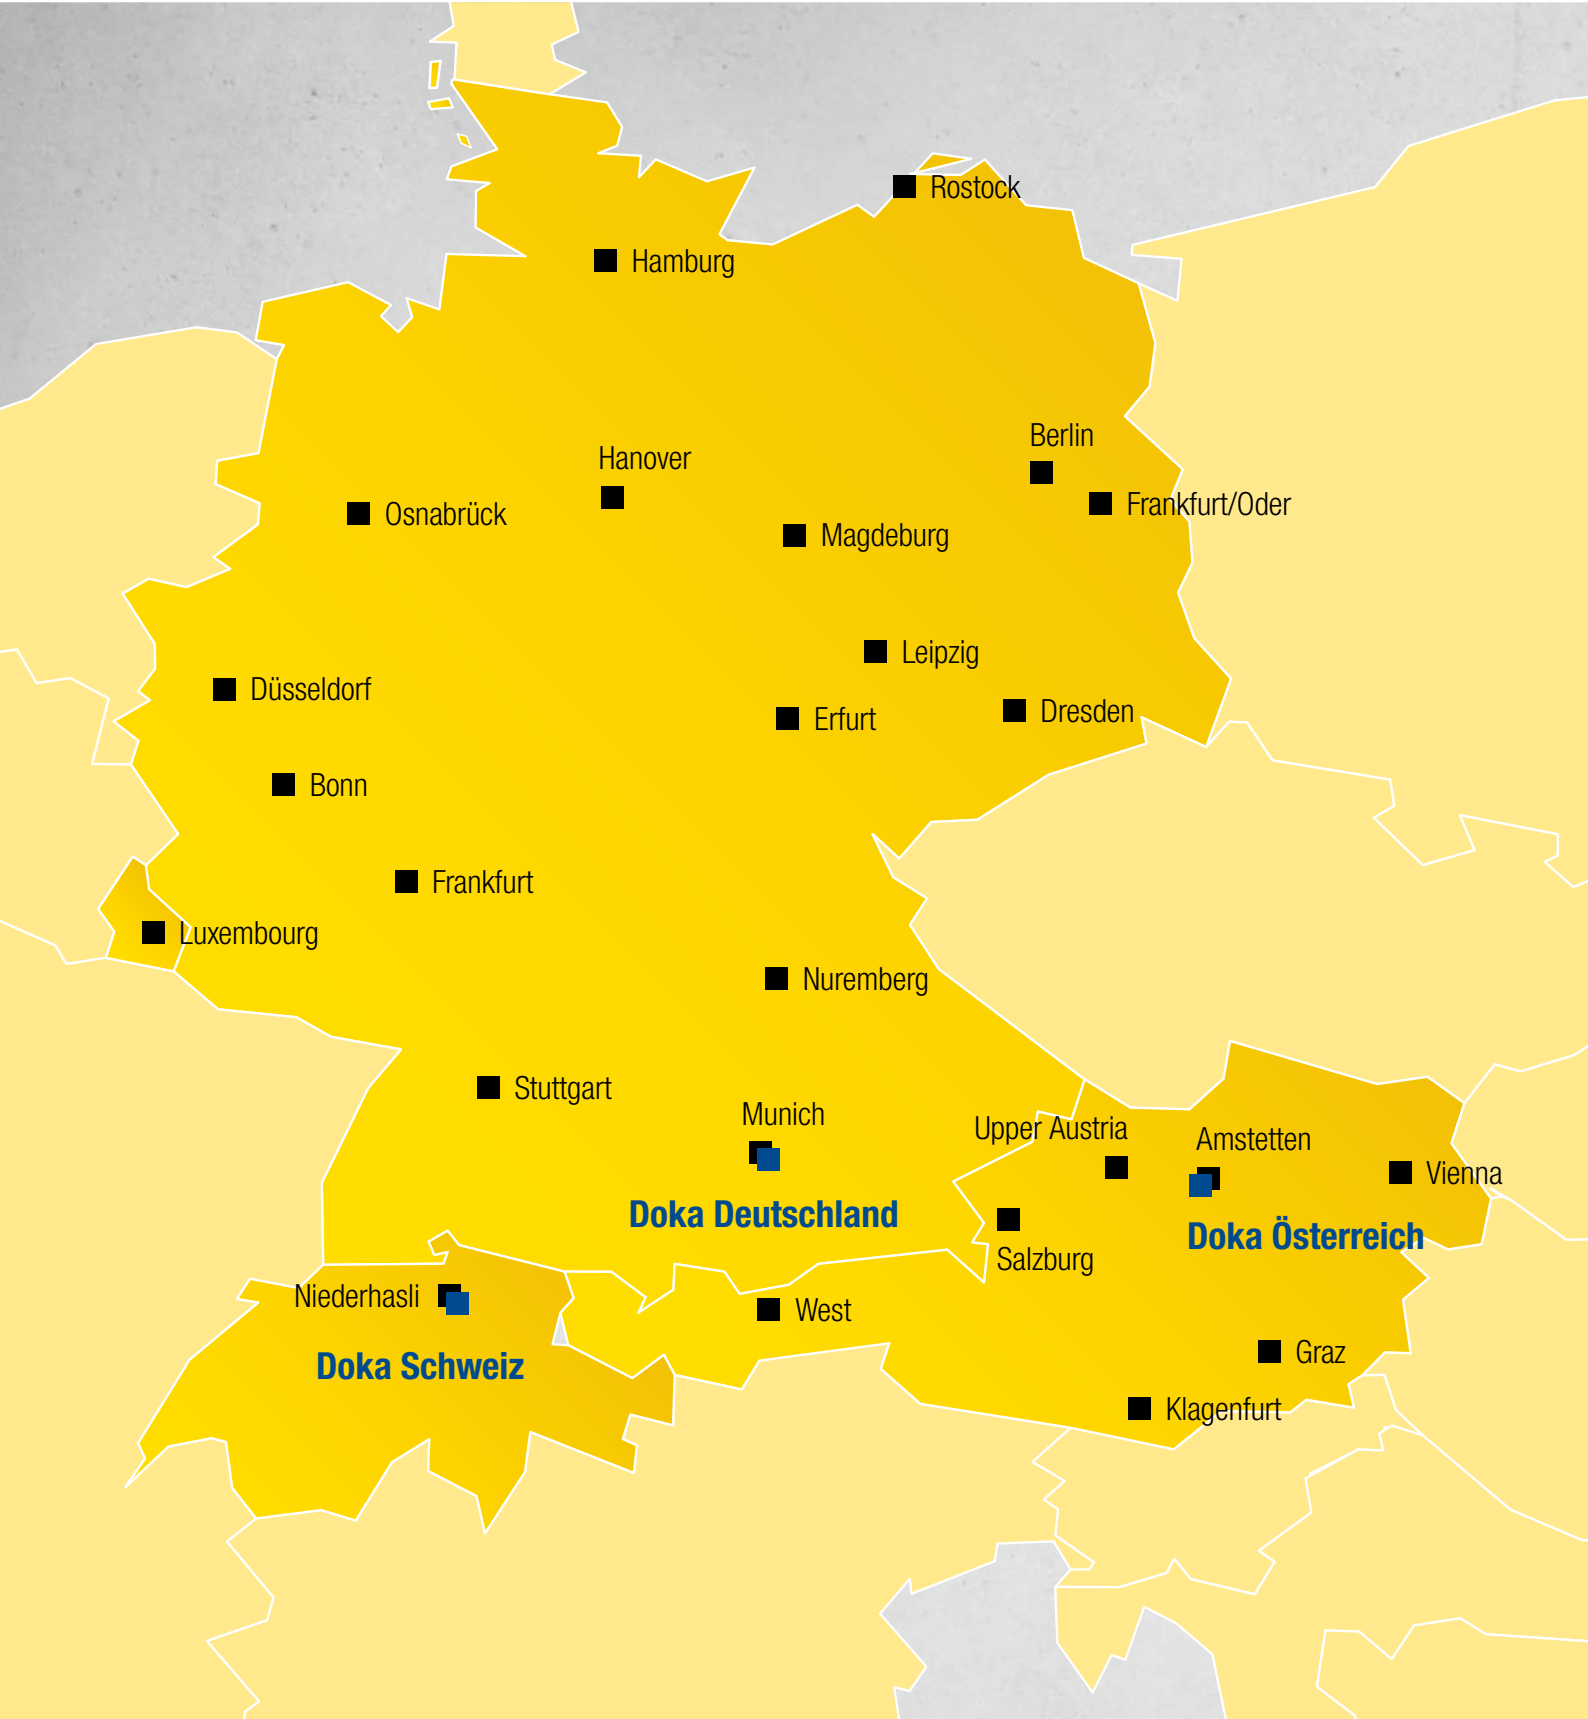 Rostock
Hamburg
Berlin
Hanover
Frankfurt/Oder
Osnabrück
Magdeburg
Leipzig
Düsseldorf
Dresden
Erfurt
Bonn
Frankfurt
Luxembourg
Nuremberg
Stuttgart
Munich
Upper Austria
Amstetten
Vienna
Doka Deutschland
Doka Österreich
Salzburg
Niederhasli
West
Graz
Doka Schweiz
Klagenfurt